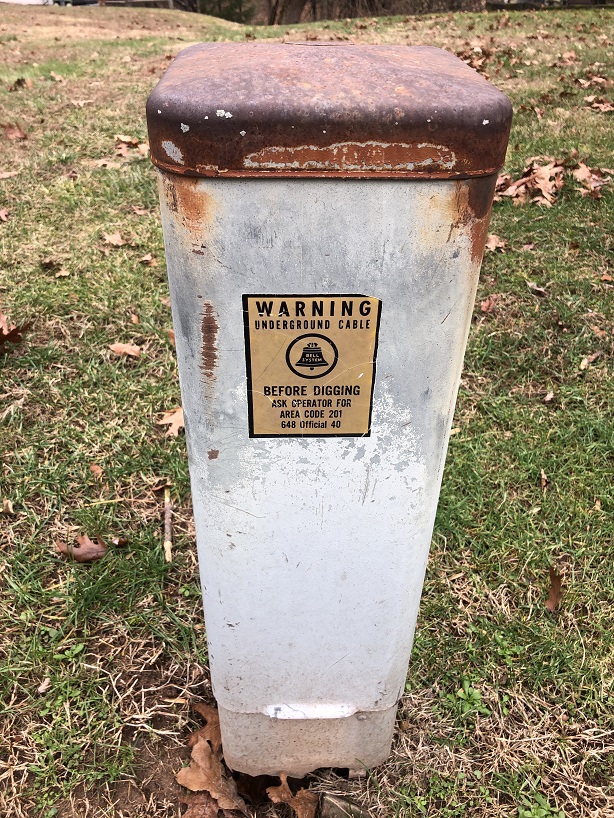 WARNING
UNDERGROUND CABLE
BELL
SYSTEM
BEFORE DIGGING
ASK OPERATOR FOR
AREA CODE 201
648 Official 40